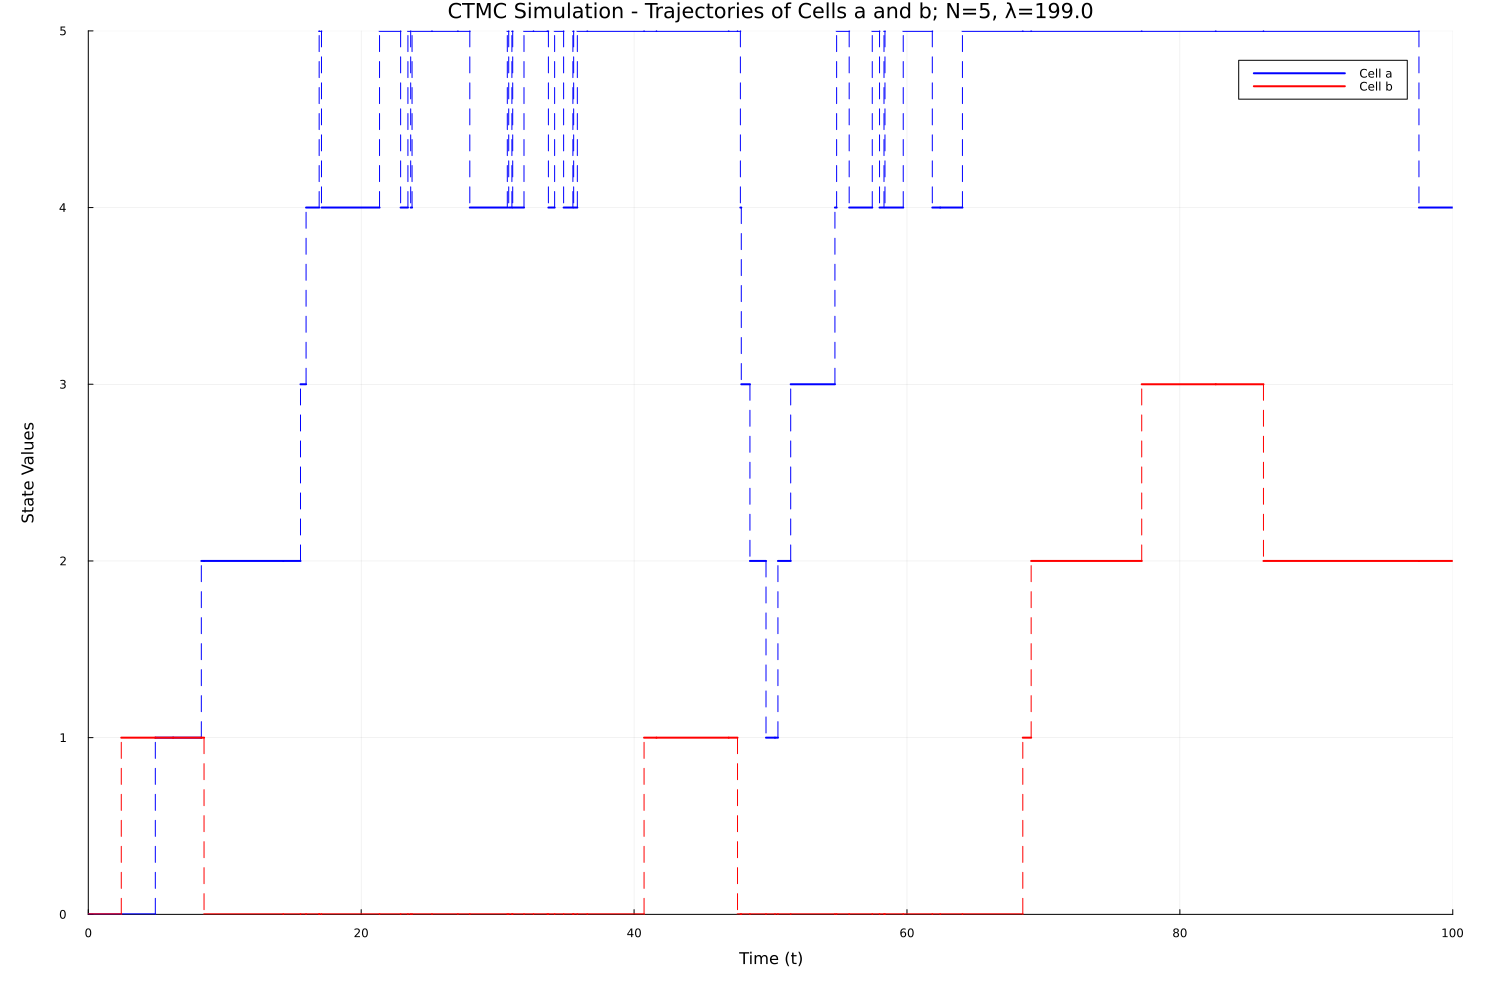 CTMC Simulation - Trajectories of Cells a and b; N=5, λ=199.0
5
4
3
2
1
0
State Values
Cell a
Cell b
0 20 40 60 80 100
Time (t)